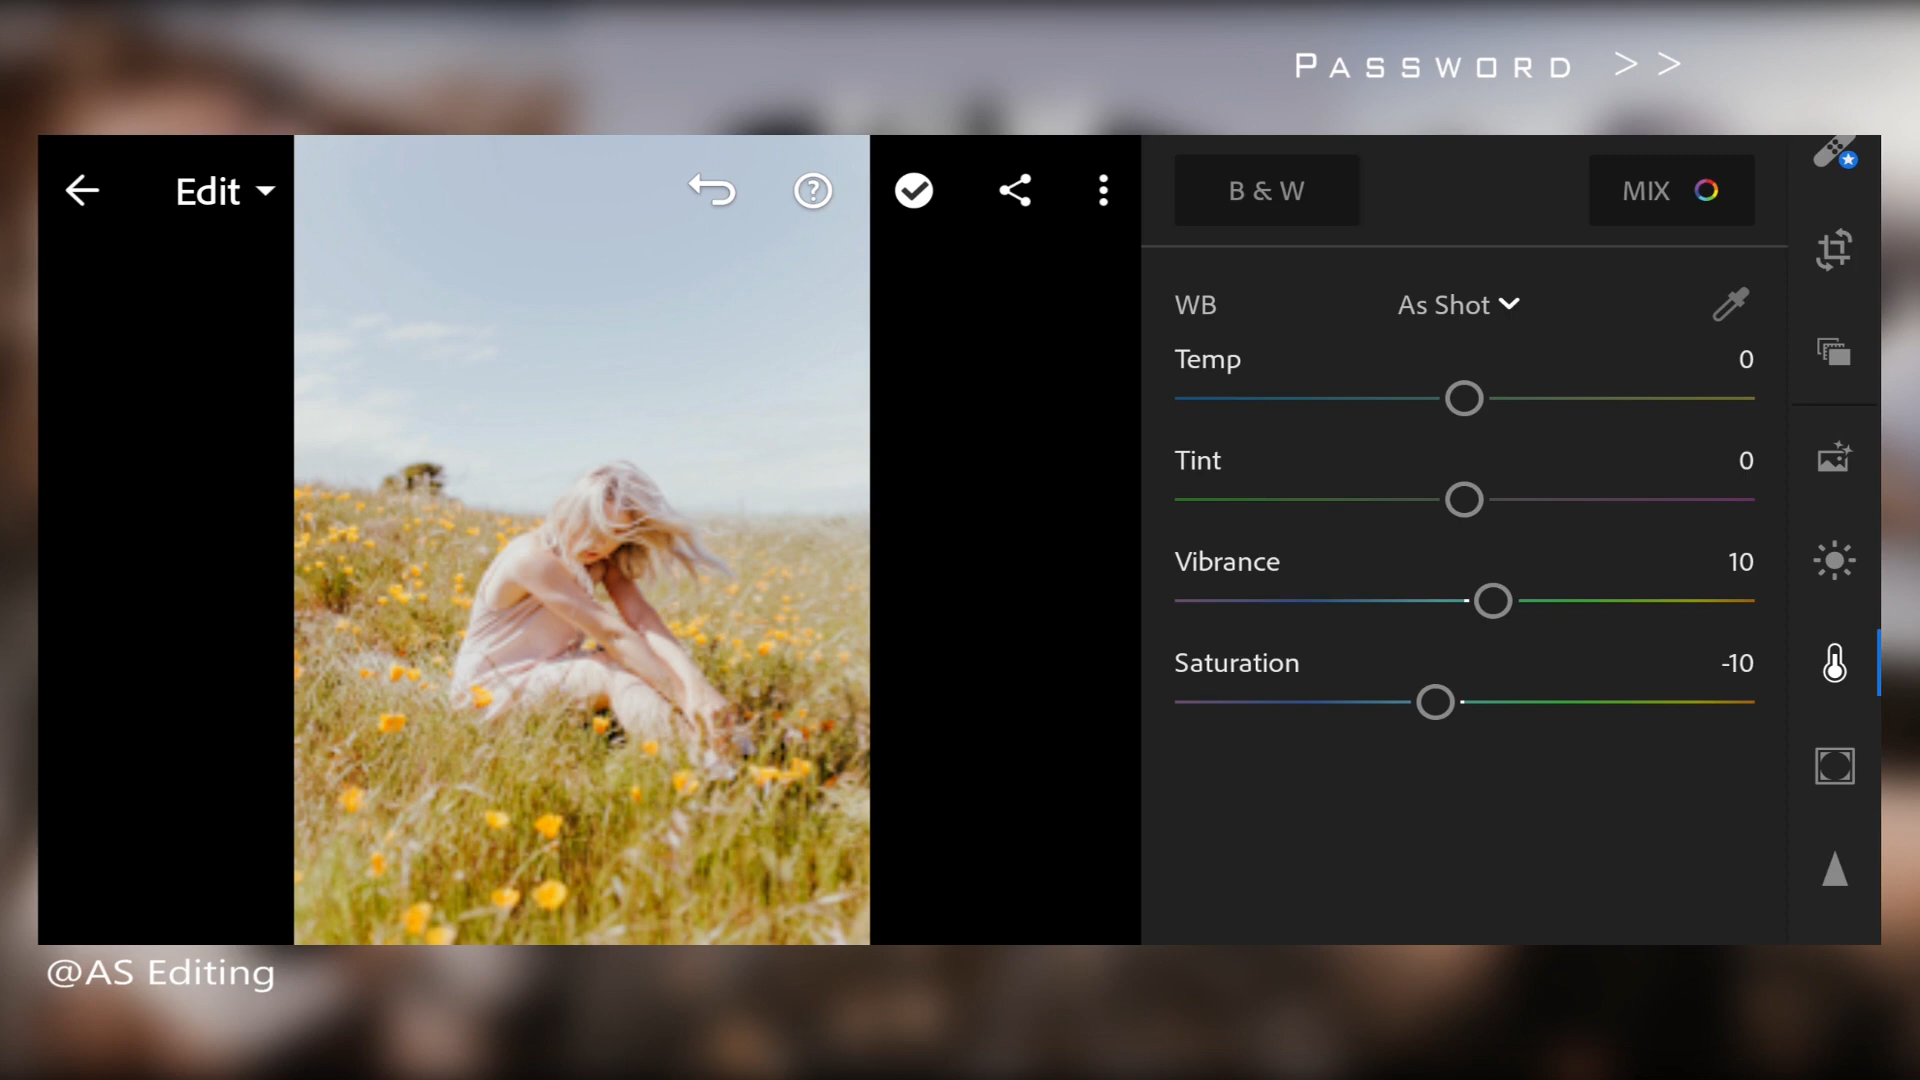 PASSWORD >>
Edit
B & W
MIX
WB
As Shot
Temp
0
Tint
0
Vibrance
10
Saturation
-10
@AS Editing